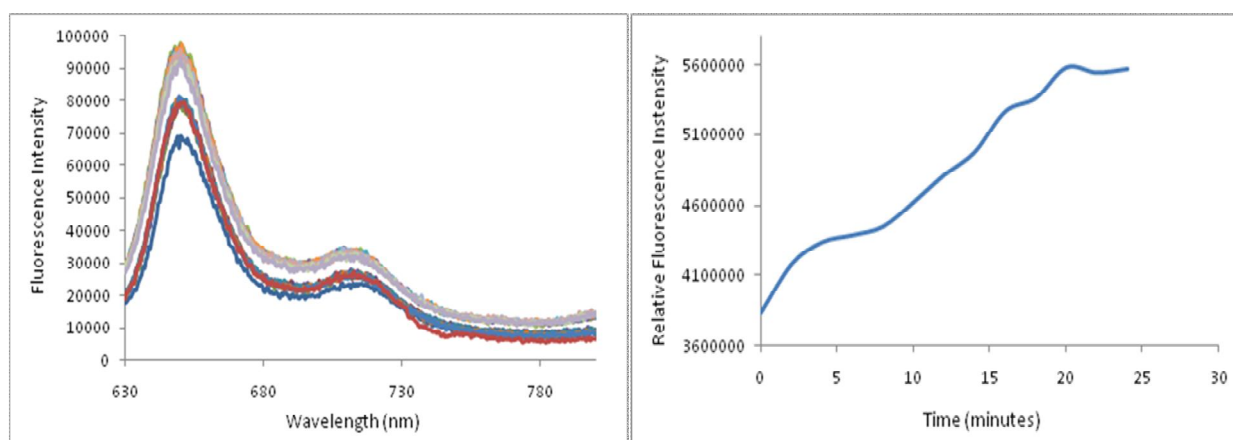 100000
90000
80000
70000
60000
50000
40000
30000
20000
10000
0
Fluorescence Intensity
630 680 730 780
Wavelength (nm)
5600000
5100000
4600000
4100000
3600000
Relative Fluorescence Instensity
0 5 10 15 20 25 30
Time (minutes)